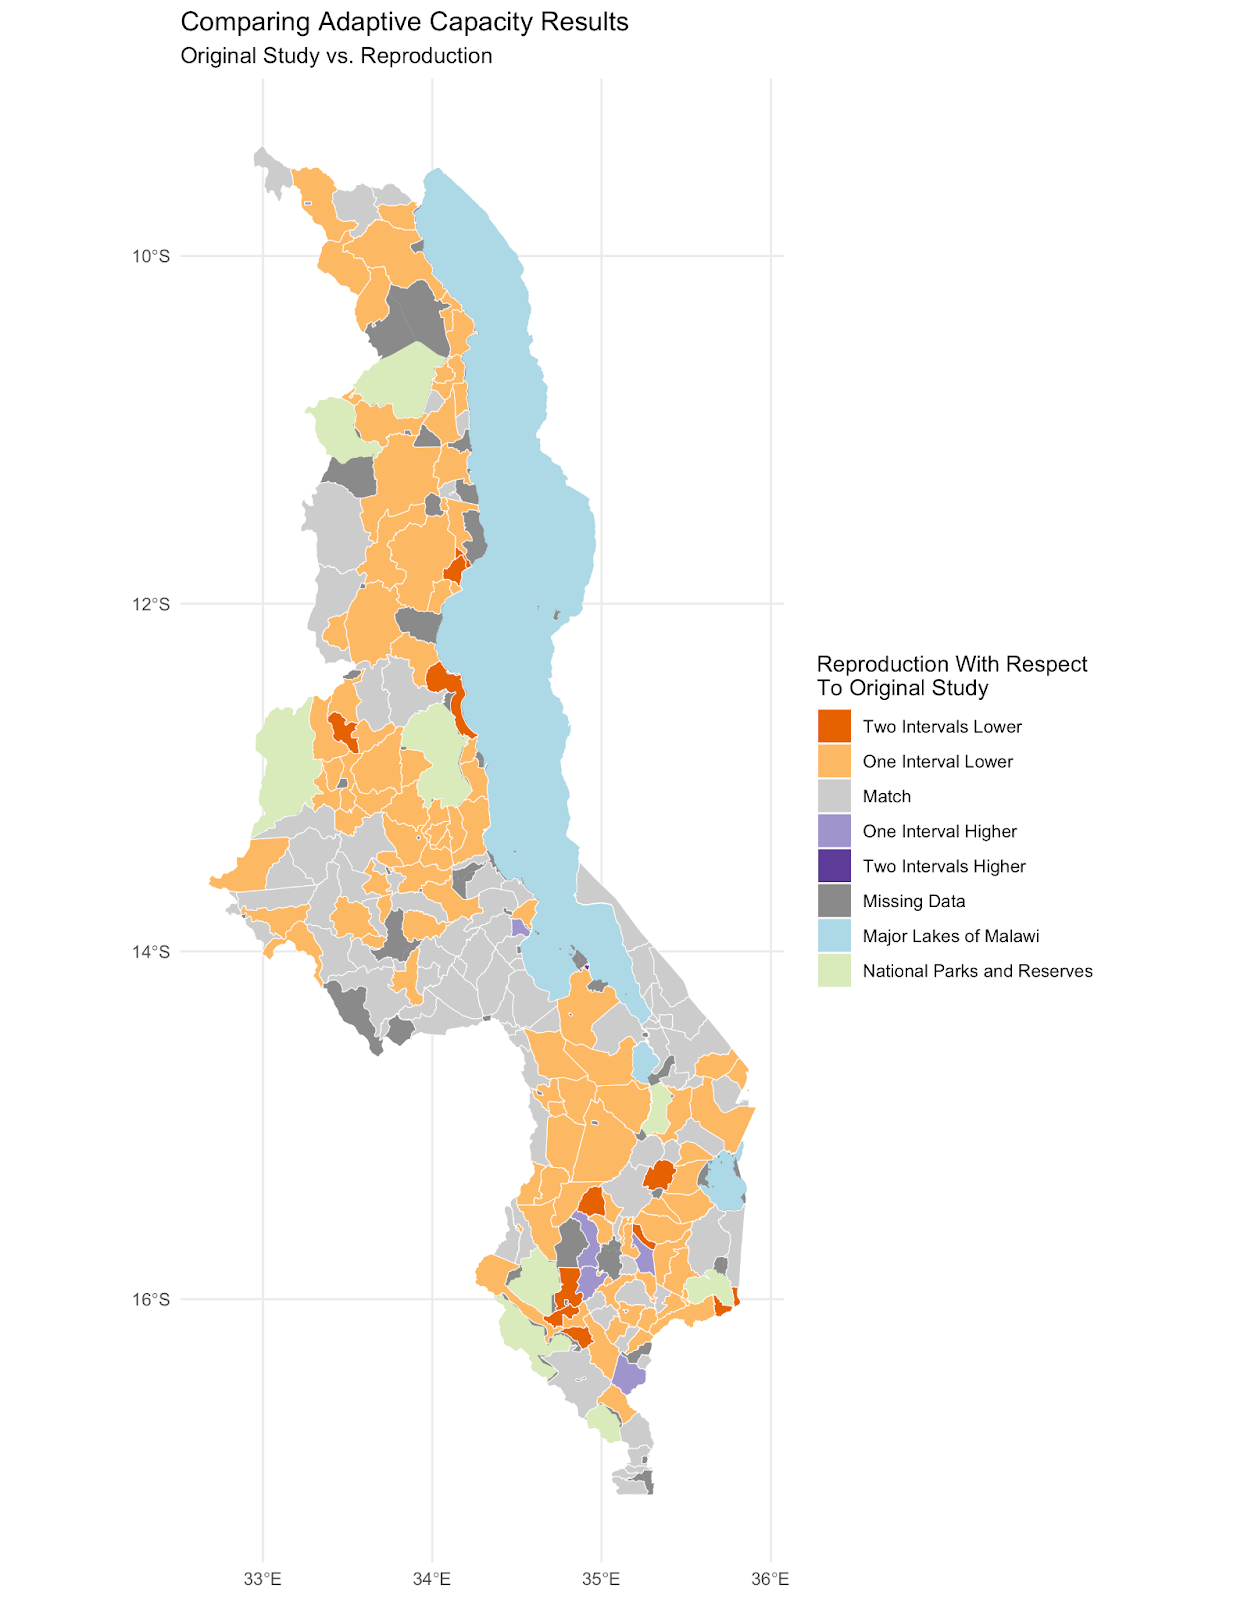 Comparing Adaptive Capacity Results
Original Study vs. Reproduction
10°S
12°S
14°S
16°S
33°E
34°E
35°E
36°E
Reproduction With Respect
To Original Study
Two Intervals Lower
One Interval Lower
Match
One Interval Higher
Two Intervals Higher
Missing Data
Major Lakes of Malawi
National Parks and Reserves